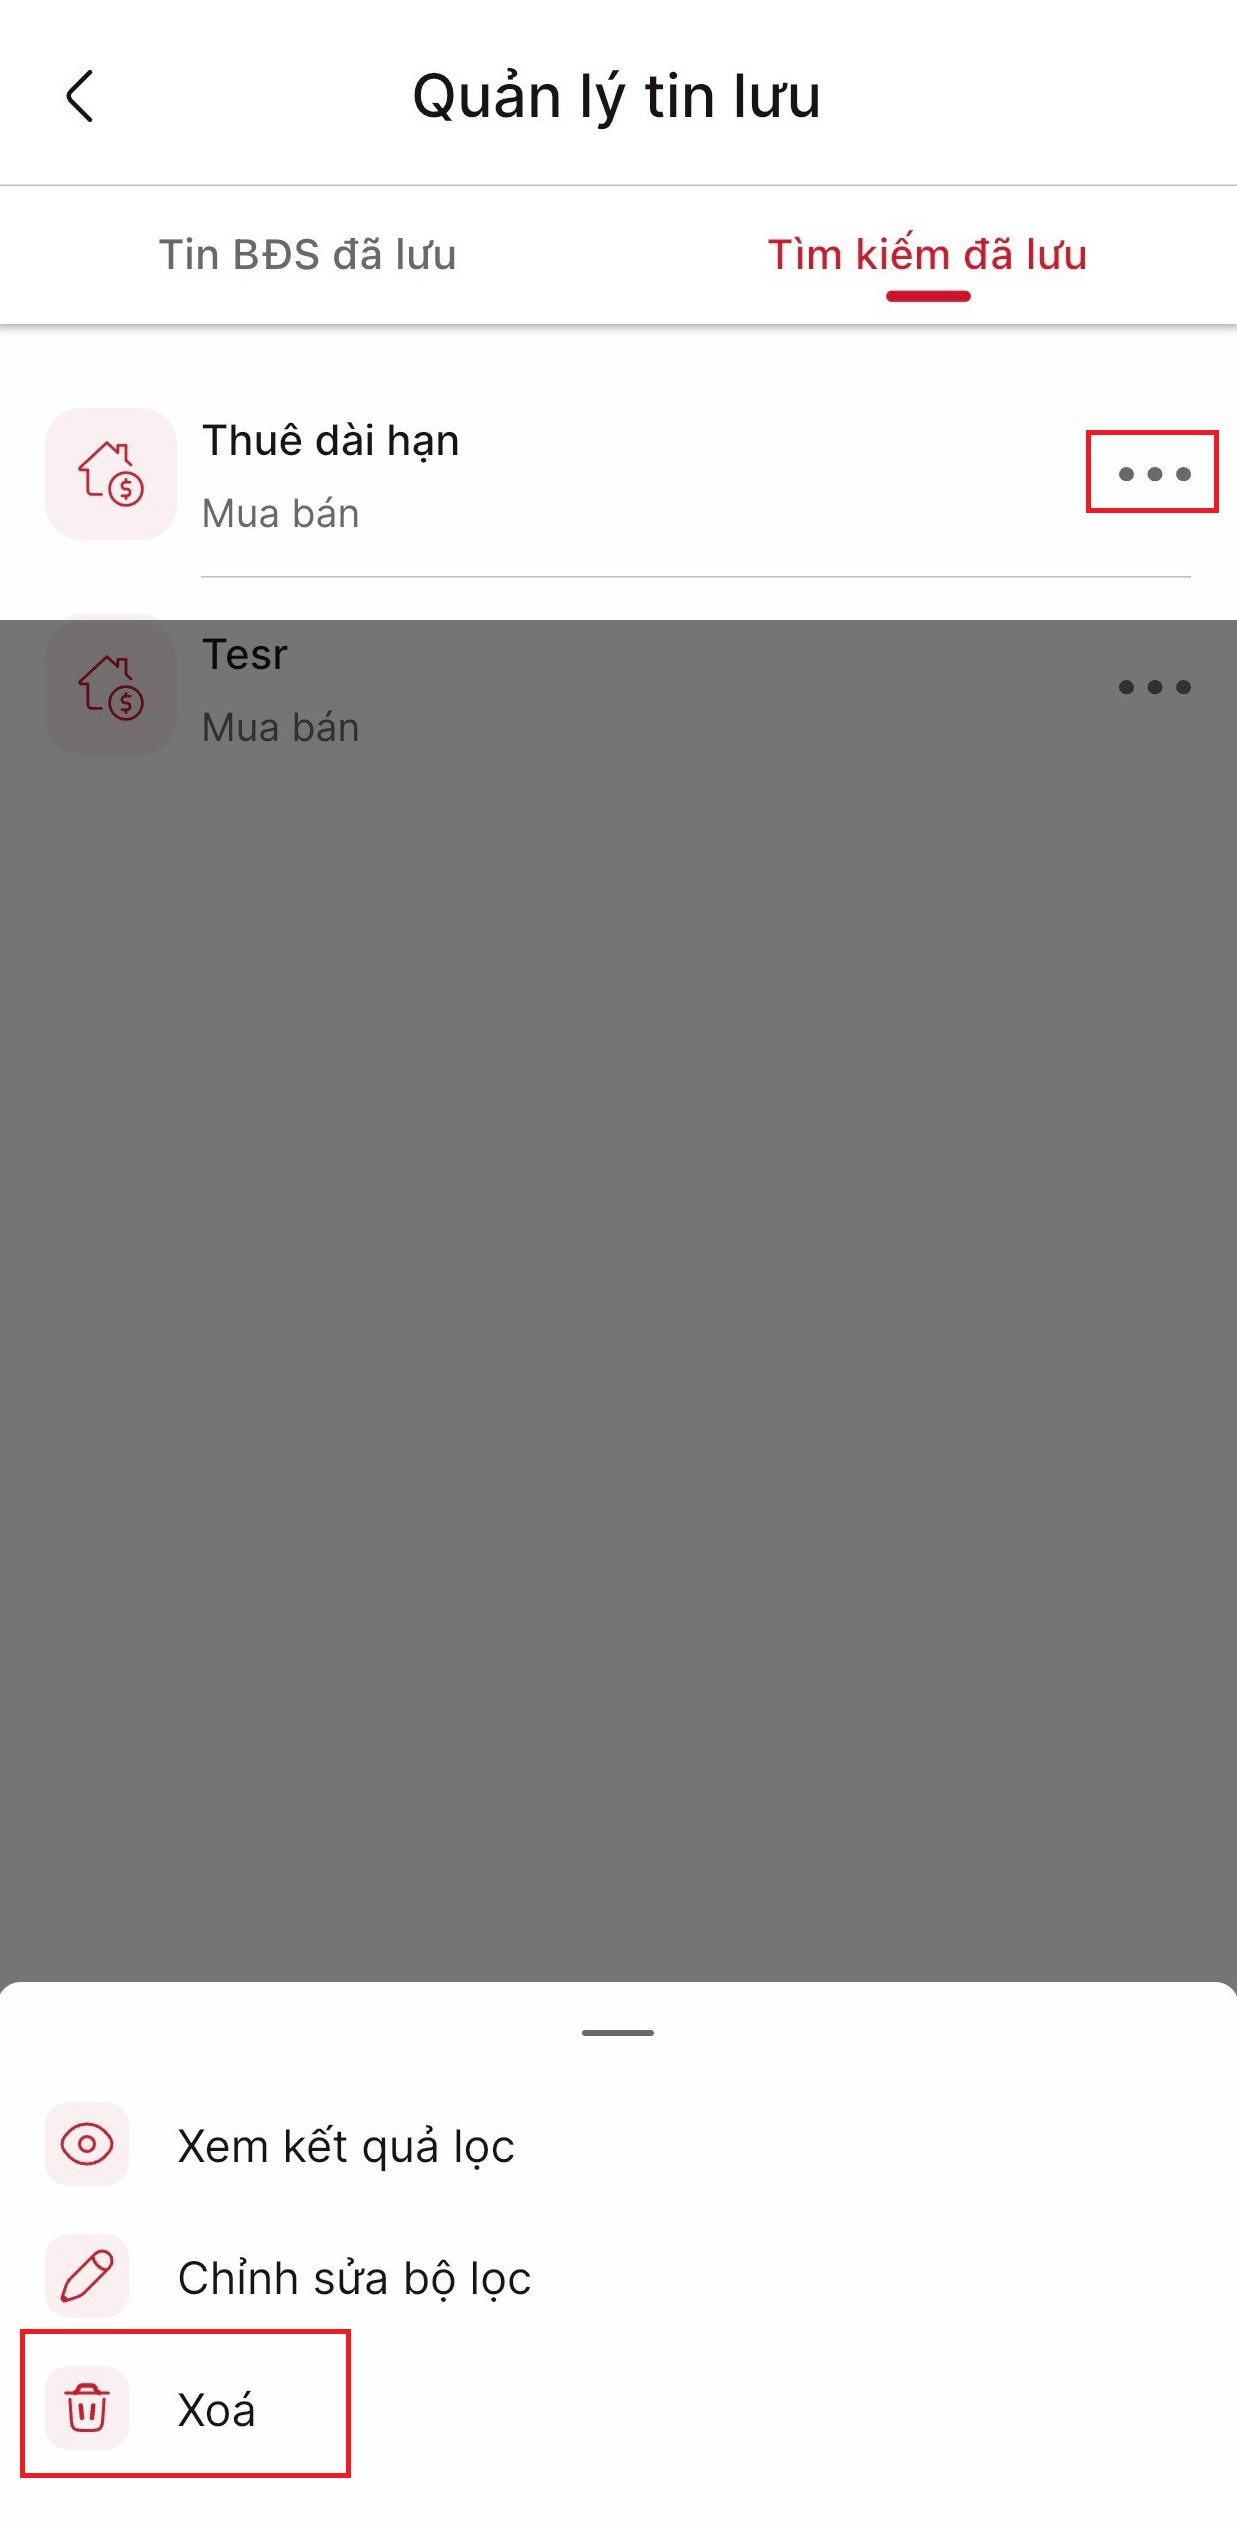 Quản lý tin lưu
Tin BĐS đã lưu
Tìm kiếm đã lưu
Thuê dài hạn
Mua bán
Tesr
Mua bán
Xem kết quả lọc
Chỉnh sửa bộ lọc
Xoá